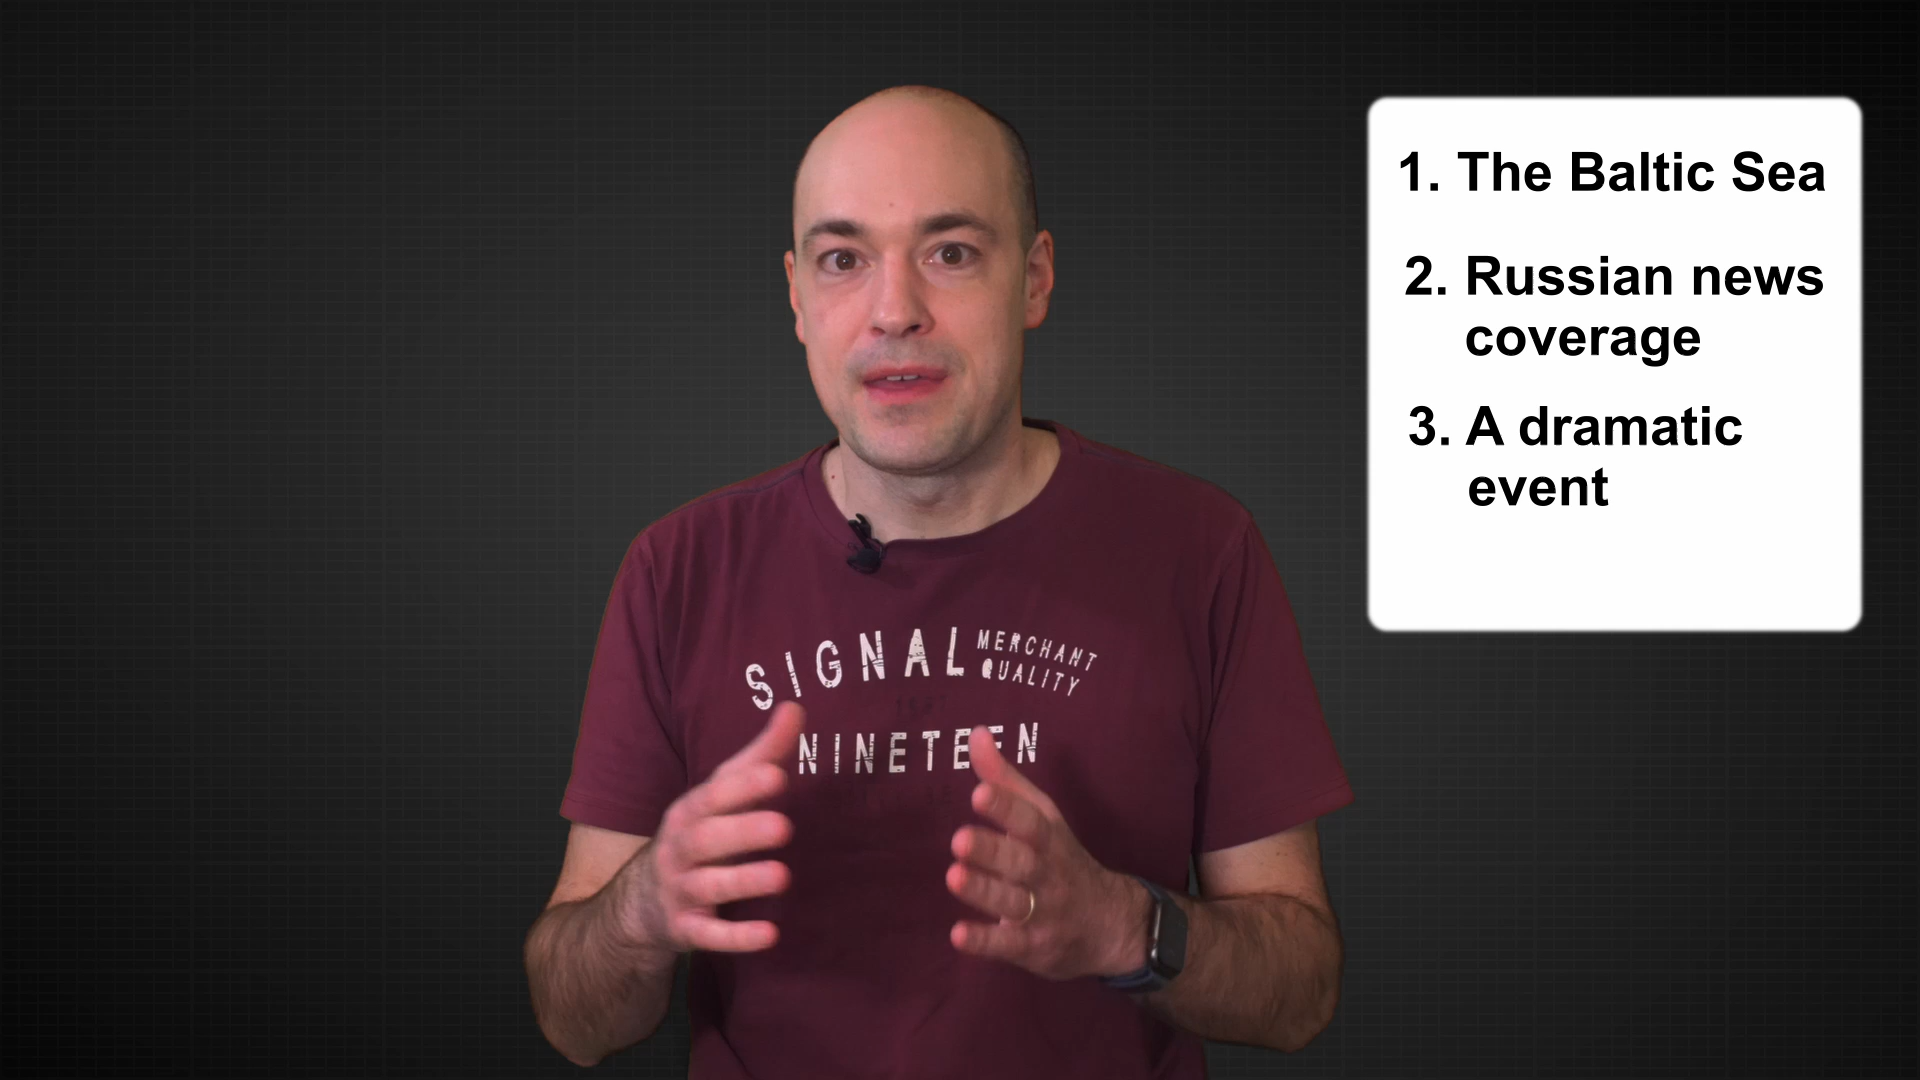 1. The Baltic Sea
2. Russian news
coverage
3. A dramatic
event
SIGNAL MERCHANT
QUALITY
NINETEEN